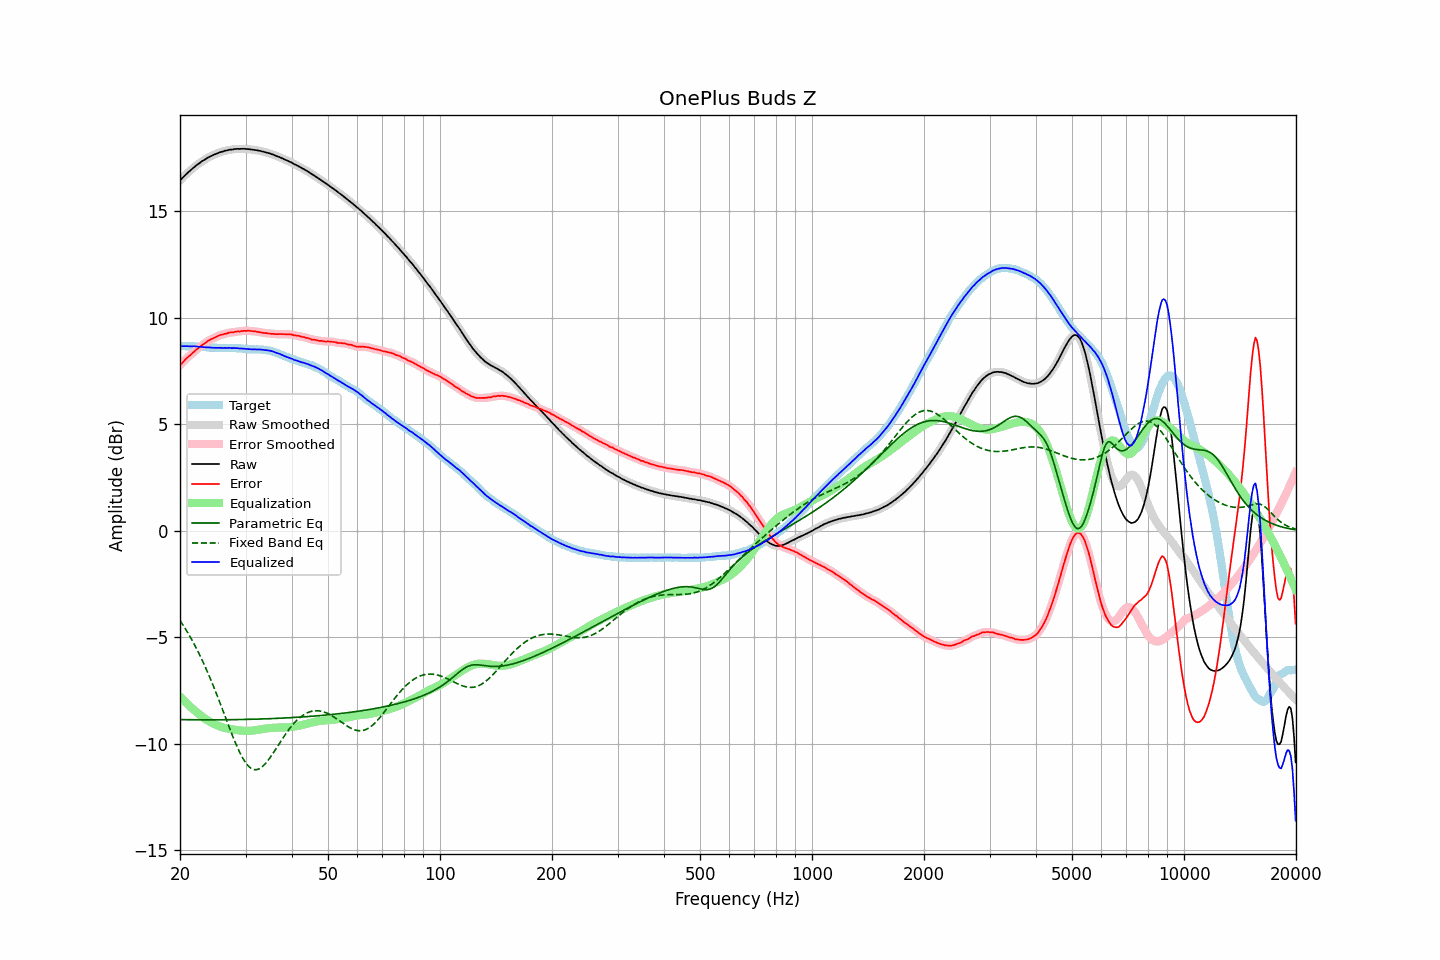 OnePlus Buds Z
Amplitude (dBr)
15
10
5
0
−5
−10
−15
Target
Raw Smoothed
Error Smoothed
Raw
Error
Equalization
Parametric Eq
Fixed Band Eq
Equalized
20 50 100 200 500 1000 2000 5000 10000 20000
Frequency (Hz)